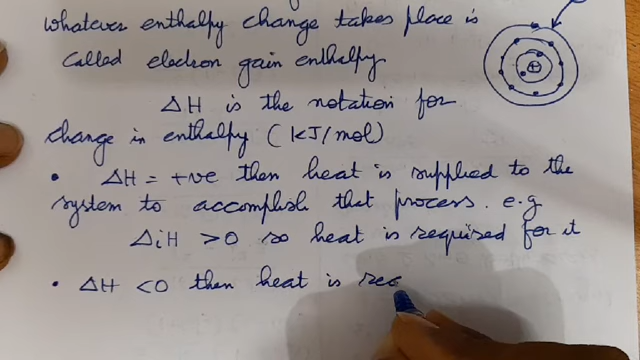 whatever enthalpy change takes place is
called electron gain enthalpy
ΔH is the notation for
change in enthalpy (kJ/mol)
• ΔH = +ve then heat is supplied to the
system to accomplish that process. e.g
ΔiH >0 so heat is required for it
• ΔH <0 then heat is